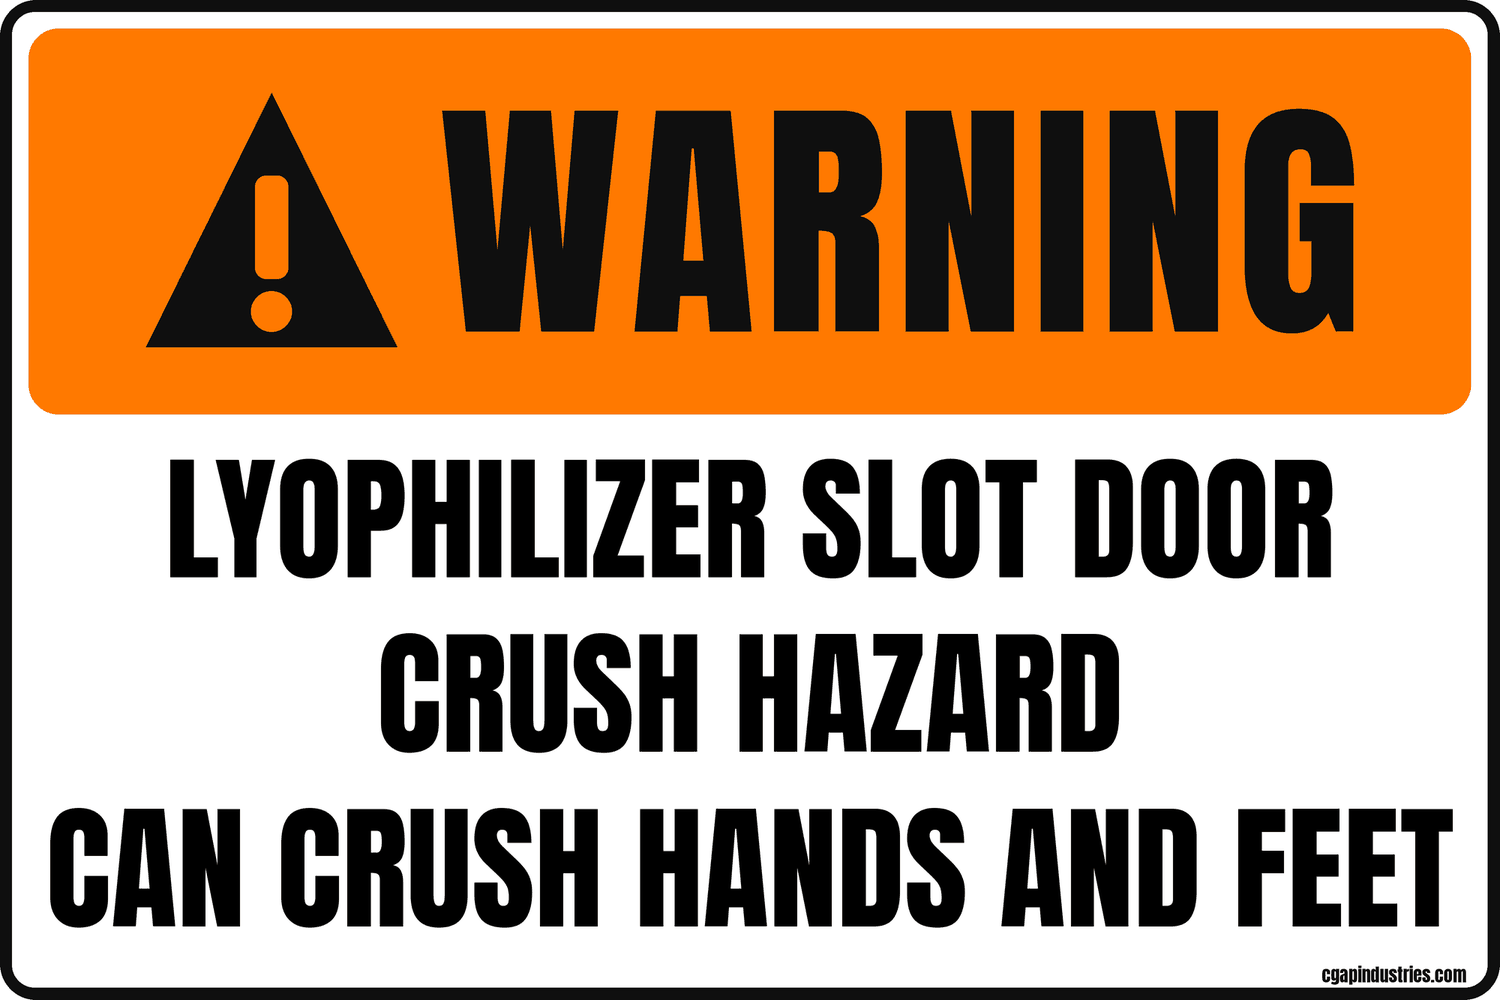 WARNING
LYOPHILIZER SLOT DOOR
CRUSH HAZARD
CAN CRUSH HANDS AND FEET
cgapindustries.com